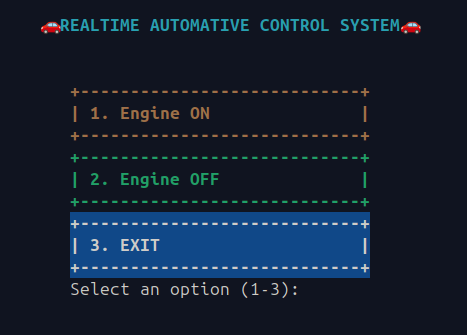 🚗REALTIME AUTOMATIVE CONTROL SYSTEM🚗
+----------------------------+
| 1. Engine ON               |
+----------------------------+
+----------------------------+
| 2. Engine OFF              |
+----------------------------+
+----------------------------+
| 3. EXIT                    |
+----------------------------+
Select an option (1-3):